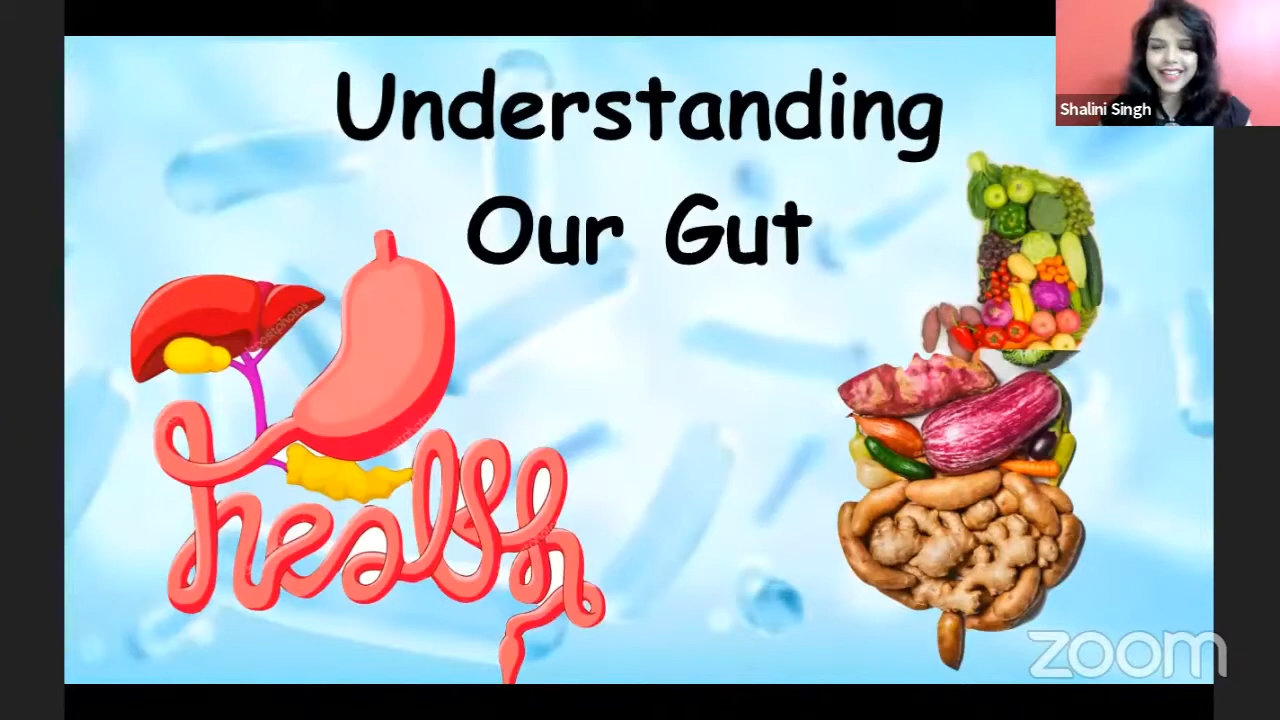 Understanding
Our Gut
Shalini Singh
health
zoom